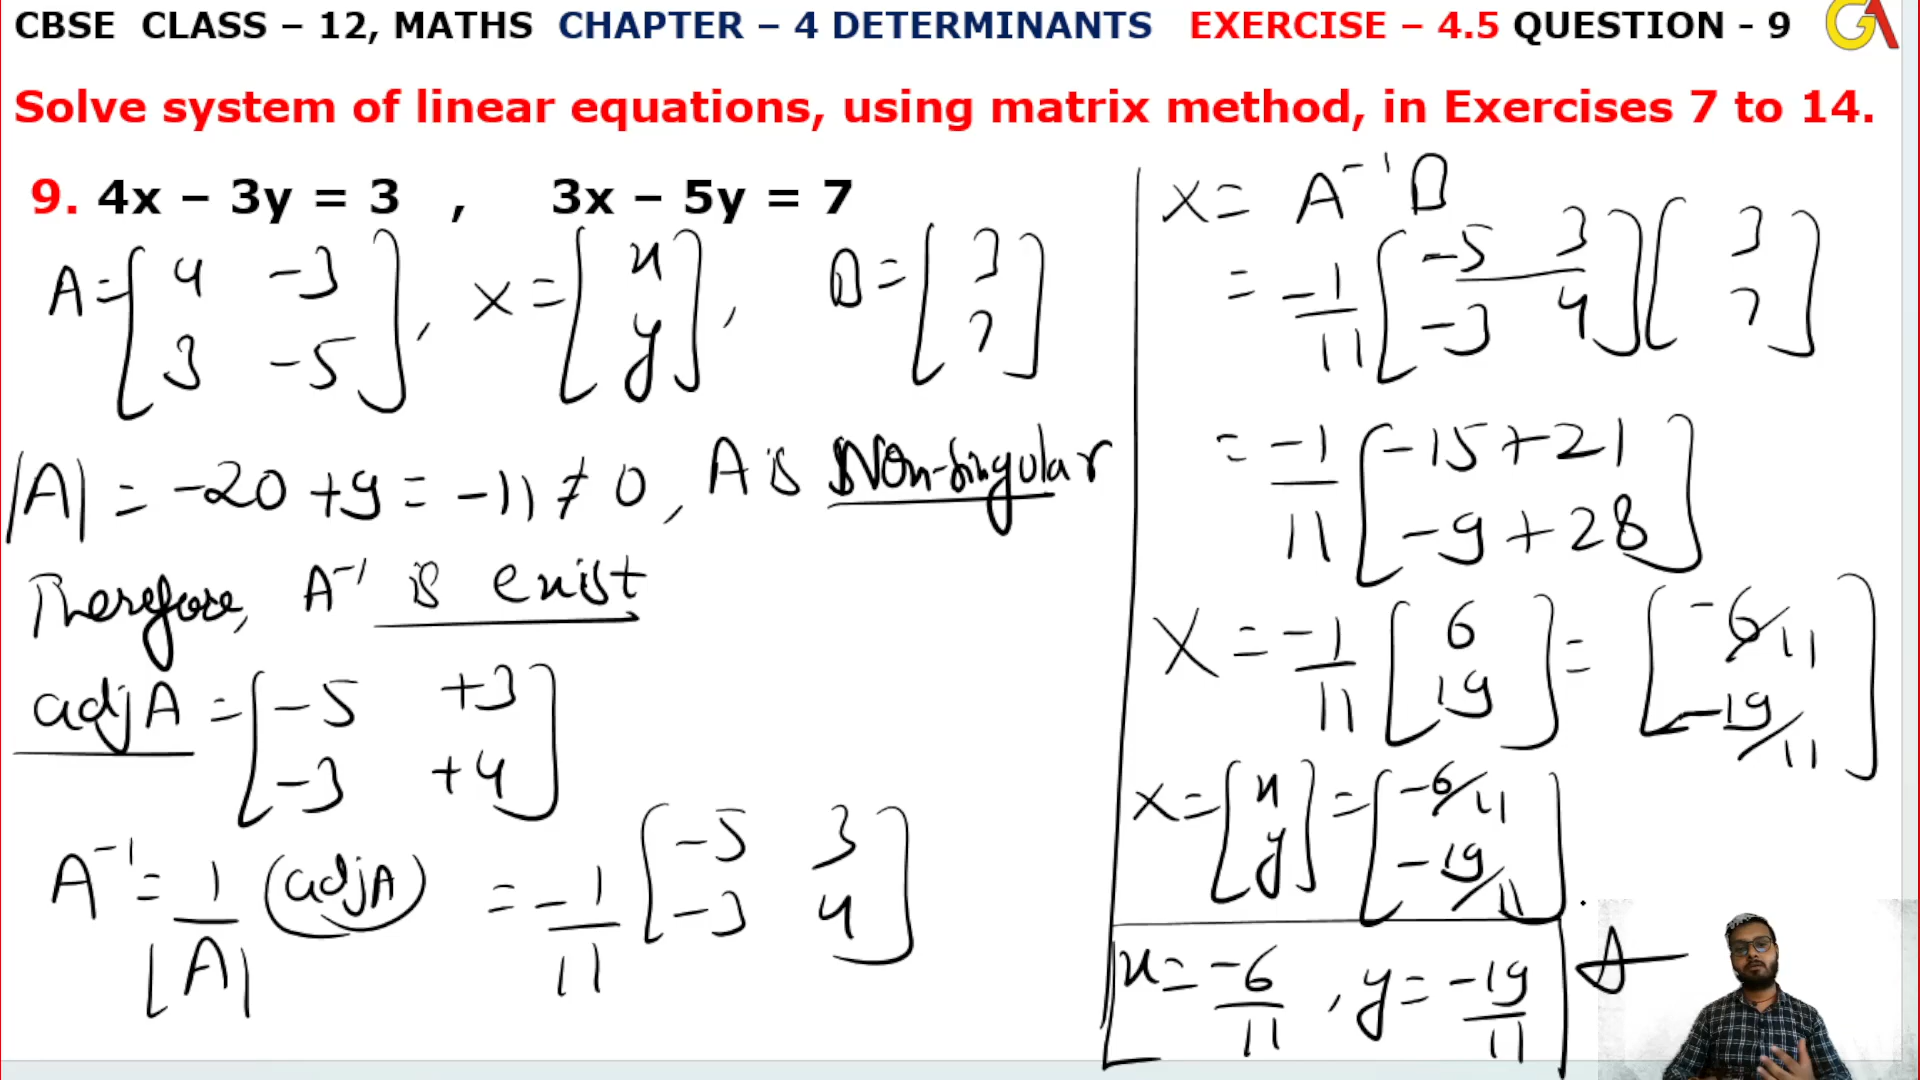 CBSE CLASS – 12, MATHS CHAPTER – 4 DETERMINANTS EXERCISE – 4.5 QUESTION - 9
GA
Solve system of linear equations, using matrix method, in Exercises 7 to 14.
9. 4x – 3y = 3 , 3x – 5y = 7
A = [4 -3
3 -5], X = [x
y], B = [3
7]
|A| = -20 + 9 = -11 ≠ 0, A is Non-singular
Therefore, A⁻¹ is exist
adj A = [-5 +3
-3 +4]
A⁻¹ = 1/|A| (adj A) = -1/11 [-5 3
-3 4]
X = A⁻¹ B
= -1/11 [-5 3
-3 4] [3
7]
= -1/11 [-15 + 21
-9 + 28]
X = -1/11 [6
19] = [-6/11
-19/11]
X = [x
y] = [-6/11
-19/11]
x = -6/11, y = -19/11 A